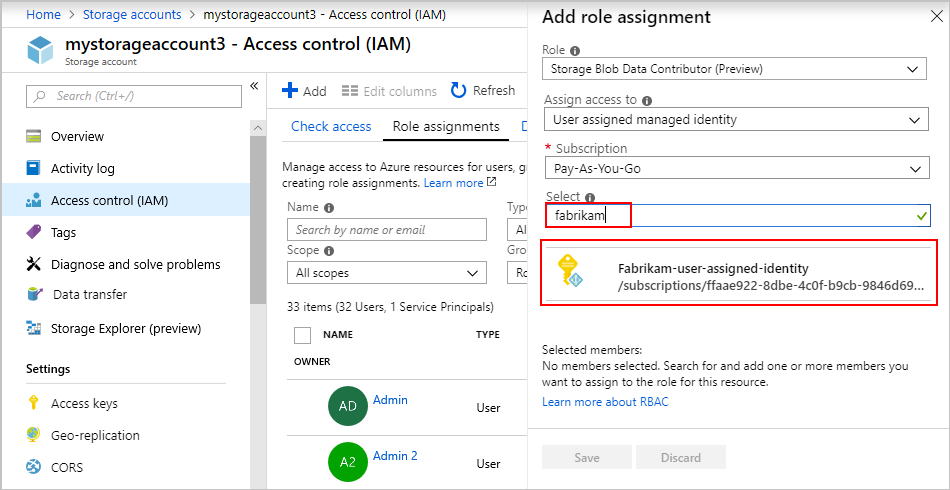 Home > Storage accounts > mystorageaccount3 - Access control (IAM)
mystorageaccount3 - Access control (IAM)
Storage account
Search (Ctrl+/)
Overview
Activity log
Access control (IAM)
Tags
Diagnose and solve problems
Data transfer
Storage Explorer (preview)
Settings
Access keys
Geo-replication
CORS
Add
Edit columns
Refresh
Check access
Role assignments
D
Manage access to Azure resources for users, g
creating role assignments. Learn more
Name
Type
Search by name or email
Al
Scope
Gro
All scopes
Ro
33 items (32 Users, 1 Service Principals)
NAME
TYPE
OWNER
AD
Admin
User
A2
Admin 2
User
Add role assignment
Role
Storage Blob Data Contributor (Preview)
Assign access to
User assigned managed identity
* Subscription
Pay-As-You-Go
Select
fabrikam
Fabrikam-user-assigned-identity
/subscriptions/ffaae922-8dbe-4c0f-b9cb-9846d69...
Selected members:
No members selected. Search for and add one or more members you
want to assign to the role for this resource.
Learn more about RBAC
Save
Discard